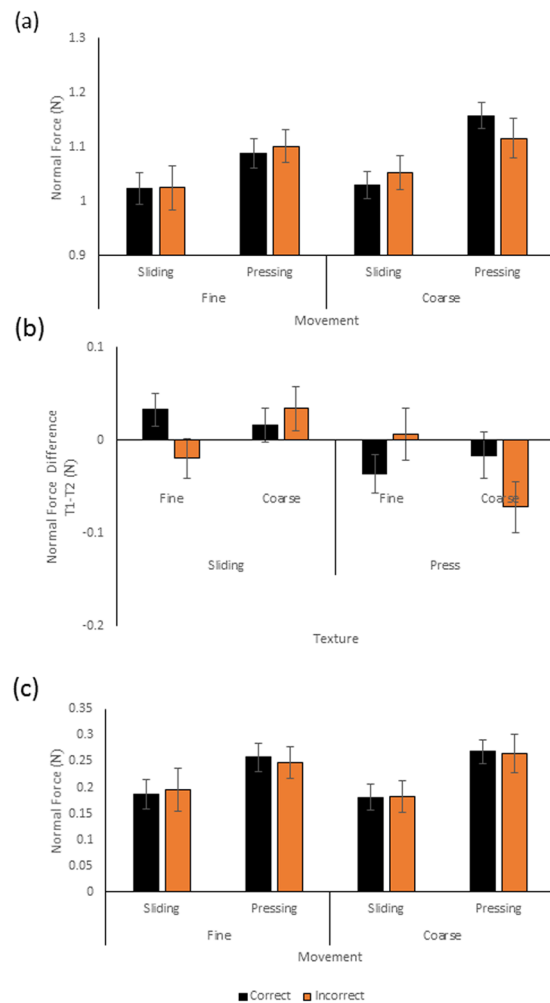 (a)
Normal Force (N)
1.3
1.2
1.1
1
0.9
Sliding Pressing Sliding Pressing
Fine Coarse
Movement
(b)
Normal Force Difference
T1-T2 (N)
0.1
0
-0.1
-0.2
Fine Coarse Fine Coarse
Sliding Press
Texture
(c)
Normal Force (N)
0.35
0.3
0.25
0.2
0.15
0.1
0.05
0
Sliding Pressing Sliding Pressing
Fine Coarse
Movement
Correct Incorrect